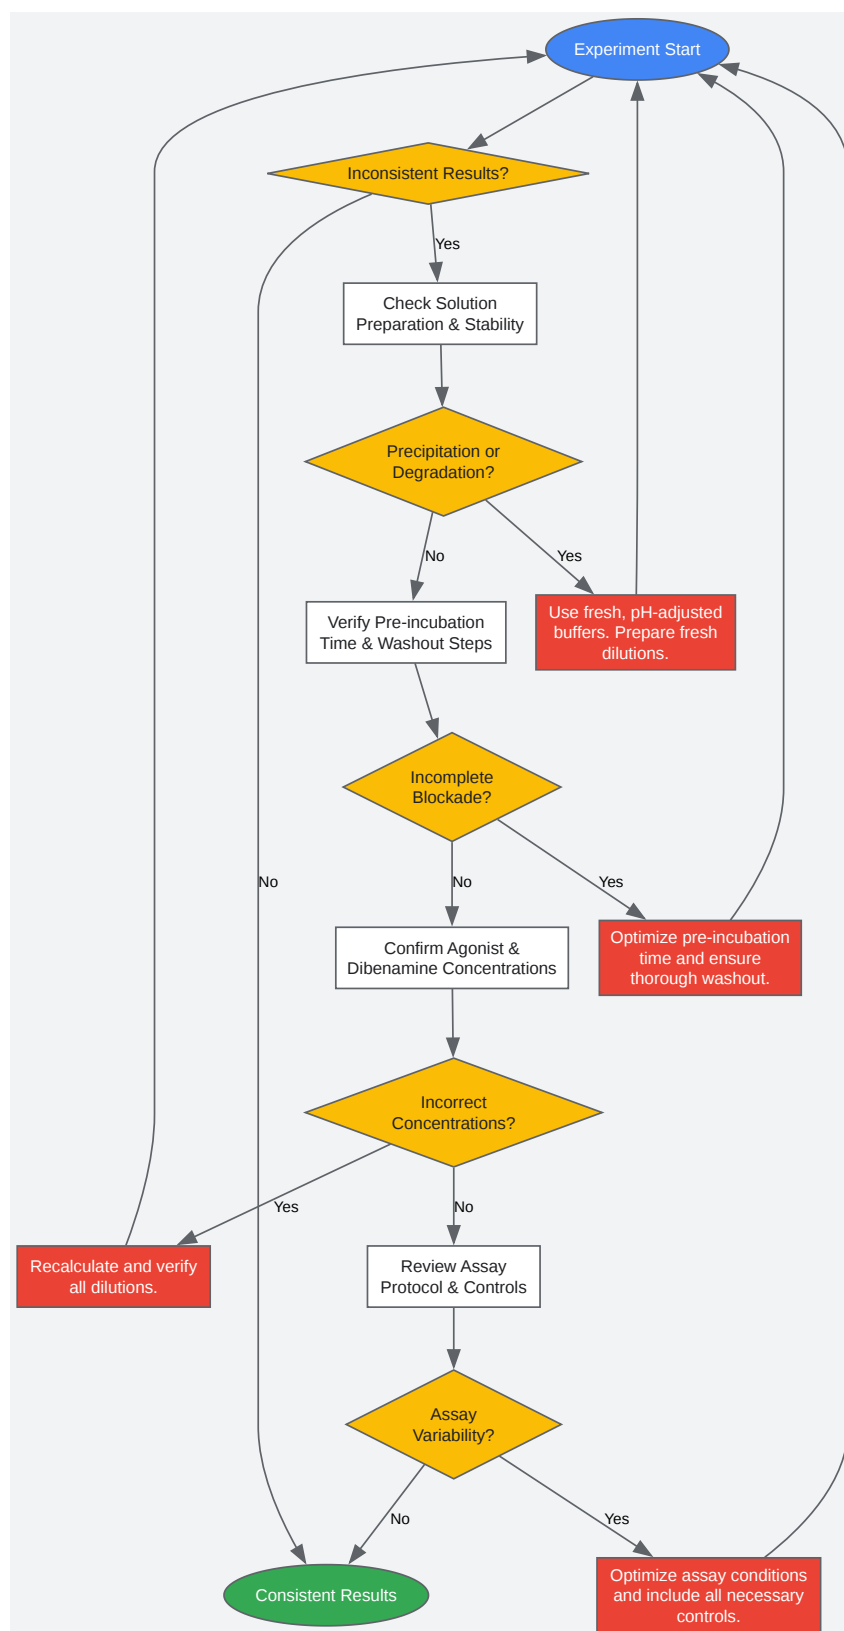 Experiment Start
Inconsistent Results?
Yes
Check Solution
Preparation & Stability
Precipitation or
Degradation?
No
Yes
Verify Pre-incubation
Time & Washout Steps
Use fresh, pH-adjusted
buffers. Prepare fresh
dilutions.
Incomplete
Blockade?
No
No
Yes
Confirm Agonist &
Dibenamine Concentrations
Optimize pre-incubation
time and ensure
thorough washout.
Incorrect
Concentrations?
Yes
No
Recalculate and verify
all dilutions.
Review Assay
Protocol & Controls
Assay
Variability?
No
Yes
Consistent Results
Optimize assay conditions
and include all necessary
controls.